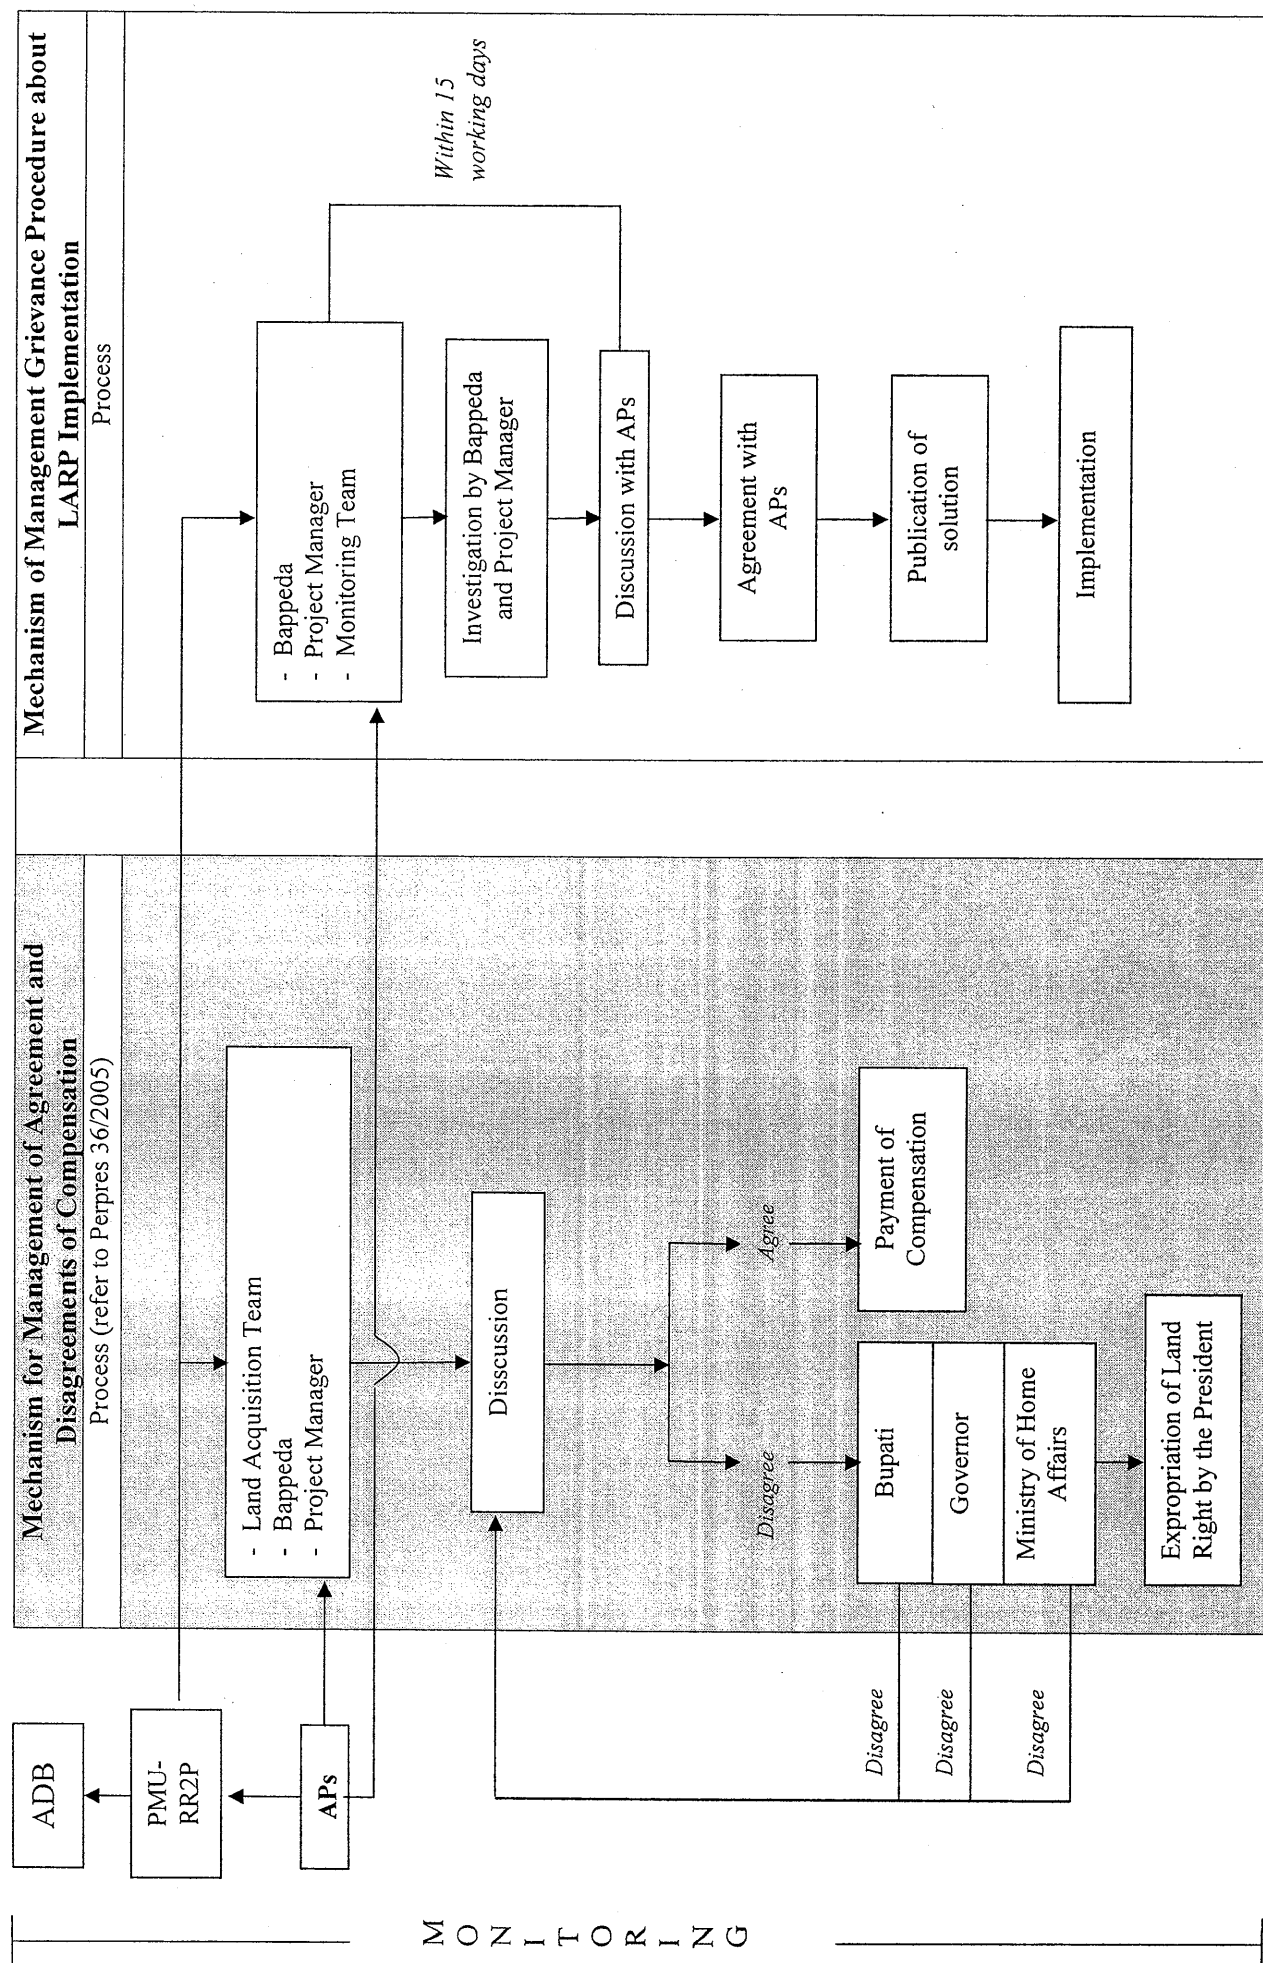 Mechanism for Management of Agreement and
Disagreements of Compensation
Process (refer to Perpres 36/2005)
Mechanism of Management Grievance Procedure about
LARP Implementation
Process
ADB
PMU-
RR2P
APs
- Land Acquisition Team
- Bappeda
- Project Manager
Disscussion
Disagree
Agree
Bupati
Governor
Ministry of Home
Affairs
Payment of
Compensation
Expropriation of Land
Right by the President
Disagree
Disagree
Disagree
- Bappeda
- Project Manager
- Monitoring Team
Within 15
working days
Investigation by Bappeda
and Project Manager
Discussion with APs
Agreement with
APs
Publication of
solution
Implementation
MONITORING